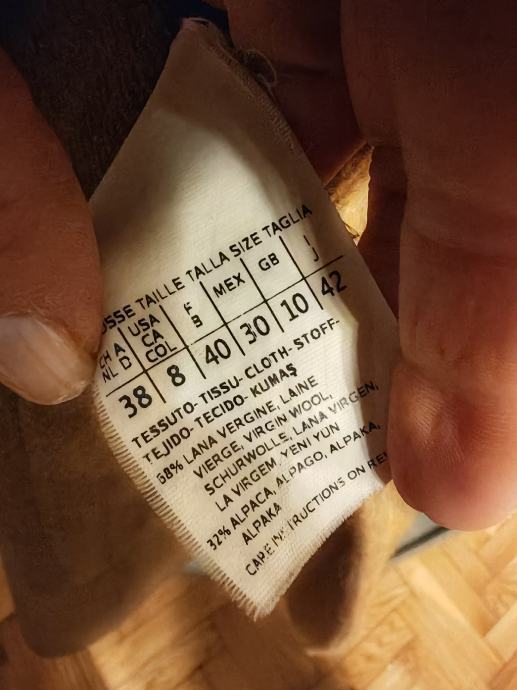 USSE TAILLE TALLA SIZE TAGLIA
CH A USA F MEX GB I
NL D CA B J
COL
38 8 40 30 10 42
TESSUTO-TISSU-CLOTH-STOFF-
TEJIDO-TECIDO-KUMAŞ
68% LANA VERGINE, LAINE
VIERGE, VIRGIN WOOL,
SCHURWOLLE, LANA VIRGEN,
LA VIRGEM, YENI YÜN
32% ALPACA, ALPAGO, ALPAKA,
ALPAKA
CARE INSTRUCTIONS ON RE